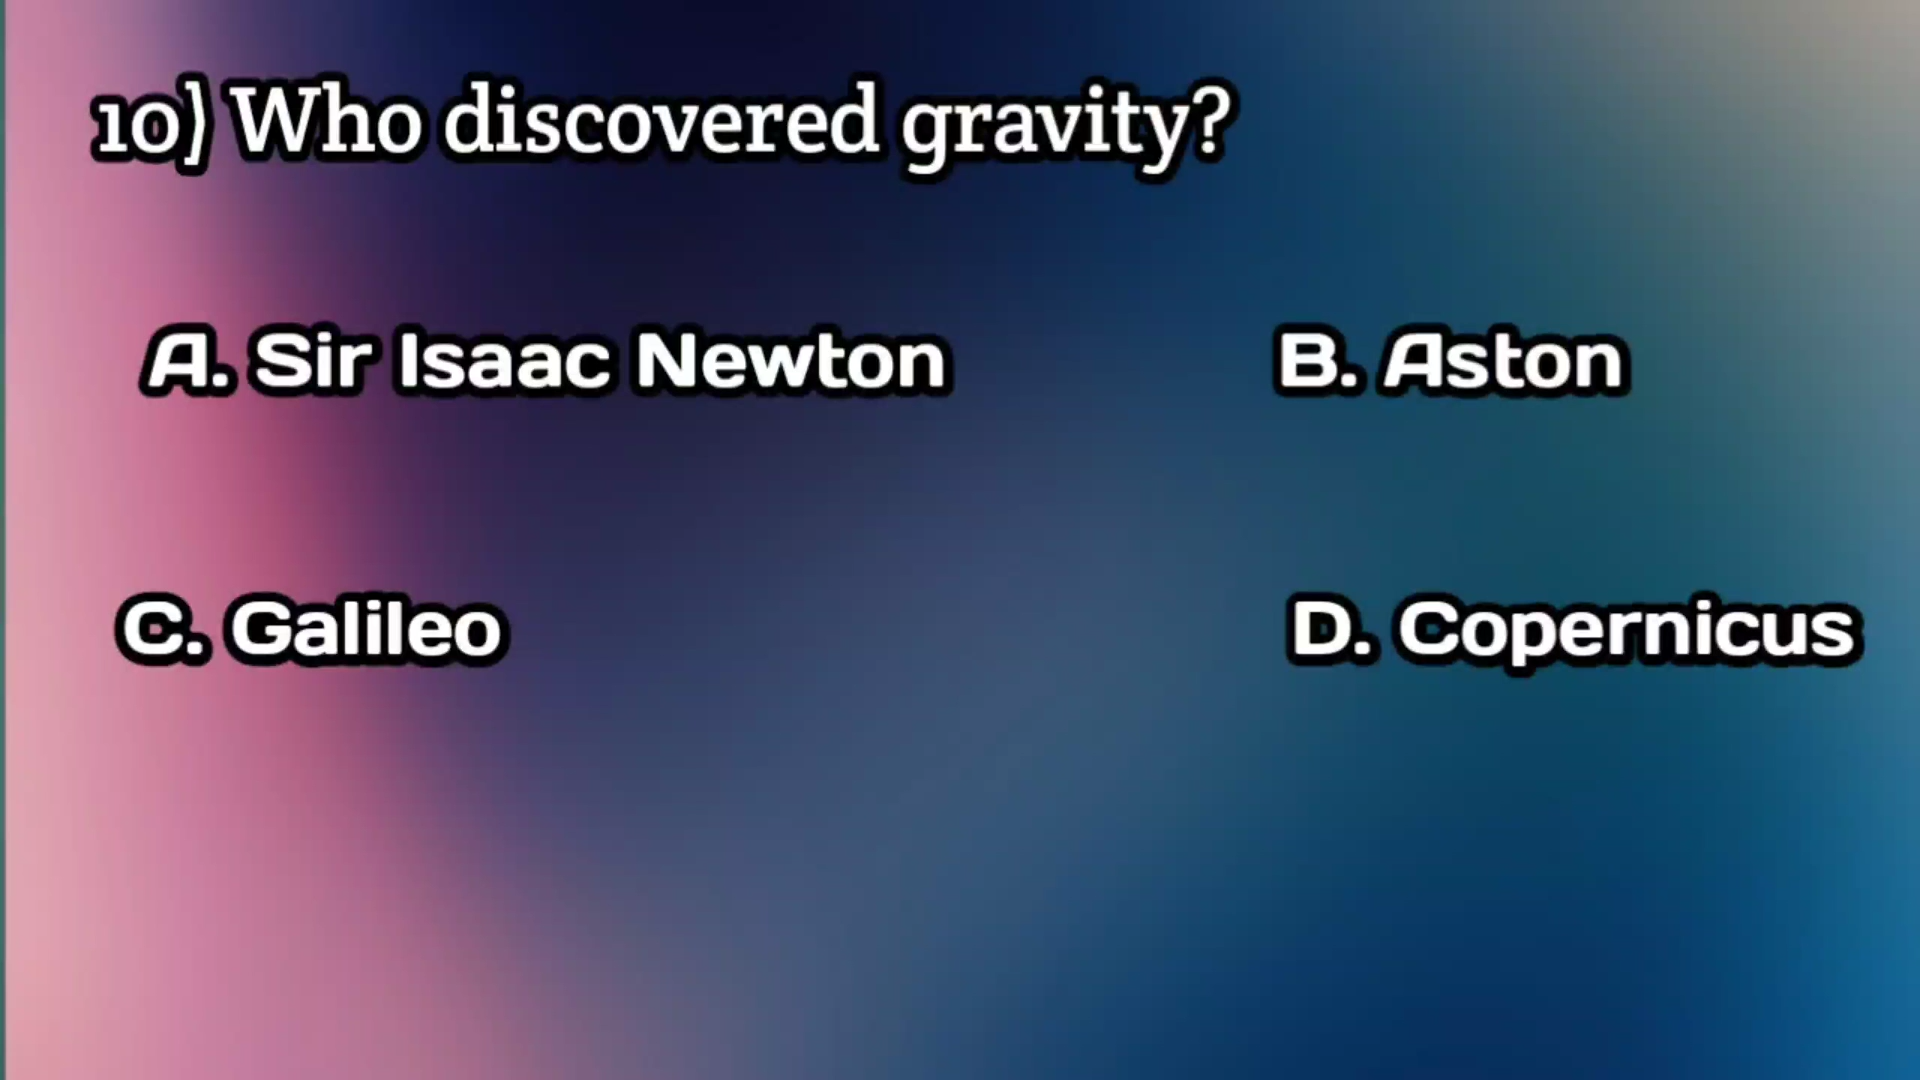 10) Who discovered gravity?
A. Sir Isaac Newton
B. Aston
C. Galileo
D. Copernicus